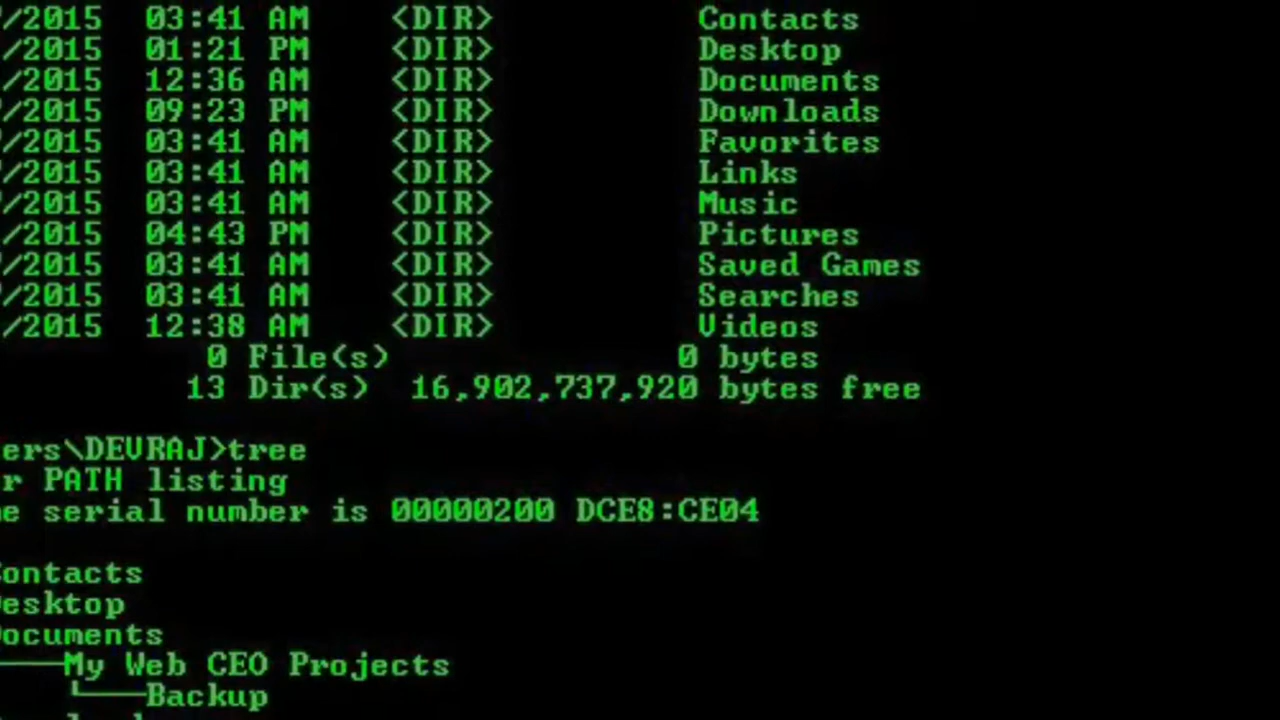 /2015 03:41 AM <DIR> Contacts
/2015 01:21 PM <DIR> Desktop
/2015 12:36 AM <DIR> Documents
/2015 09:23 PM <DIR> Downloads
/2015 03:41 AM <DIR> Favorites
/2015 03:41 AM <DIR> Links
/2015 03:41 AM <DIR> Music
/2015 04:43 PM <DIR> Pictures
/2015 03:41 AM <DIR> Saved Games
/2015 03:41 AM <DIR> Searches
/2015 12:38 AM <DIR> Videos
0 File(s) 0 bytes
13 Dir(s) 16,902,737,920 bytes free
ers\DEVRAJ>tree
r PATH listing
e serial number is 00000200 DCE8:CE04
Contacts
Desktop
Documents
───My Web CEO Projects
└───Backup